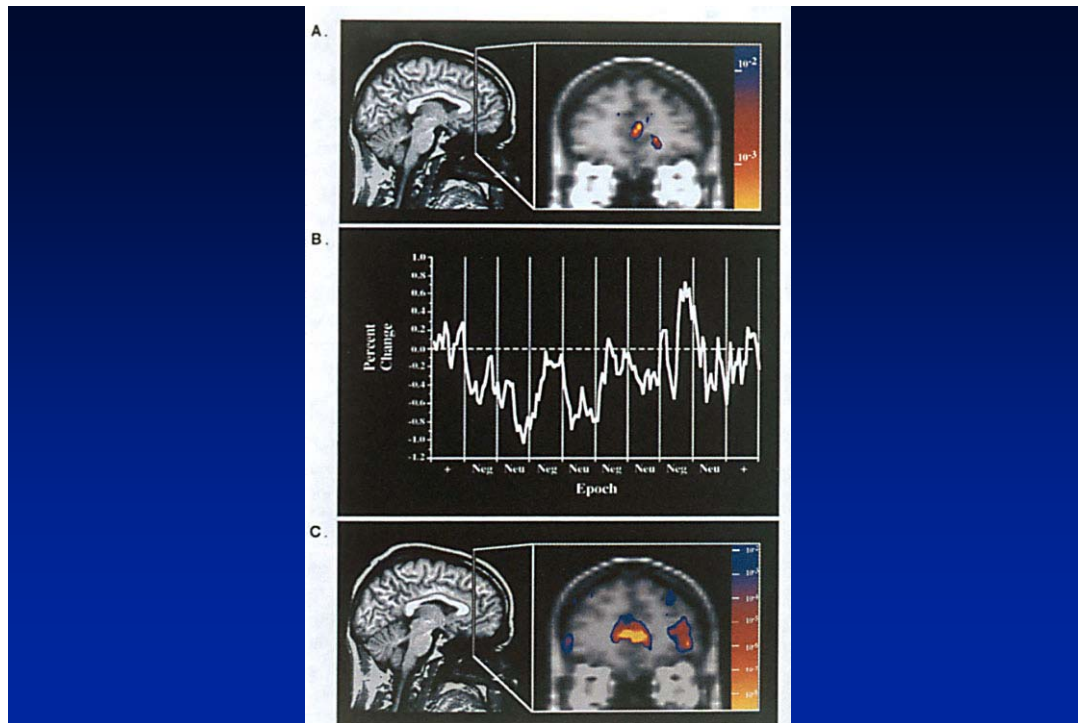 A.
10⁻²
10⁻³
B.
1.0
0.8
0.6
0.4
0.2
0.0
-0.2
-0.4
-0.6
-0.8
-1.0
-1.2
Percent
Change
+ Neg Neu Neg Neu Neg Neu Neg Neu +
Epoch
C.